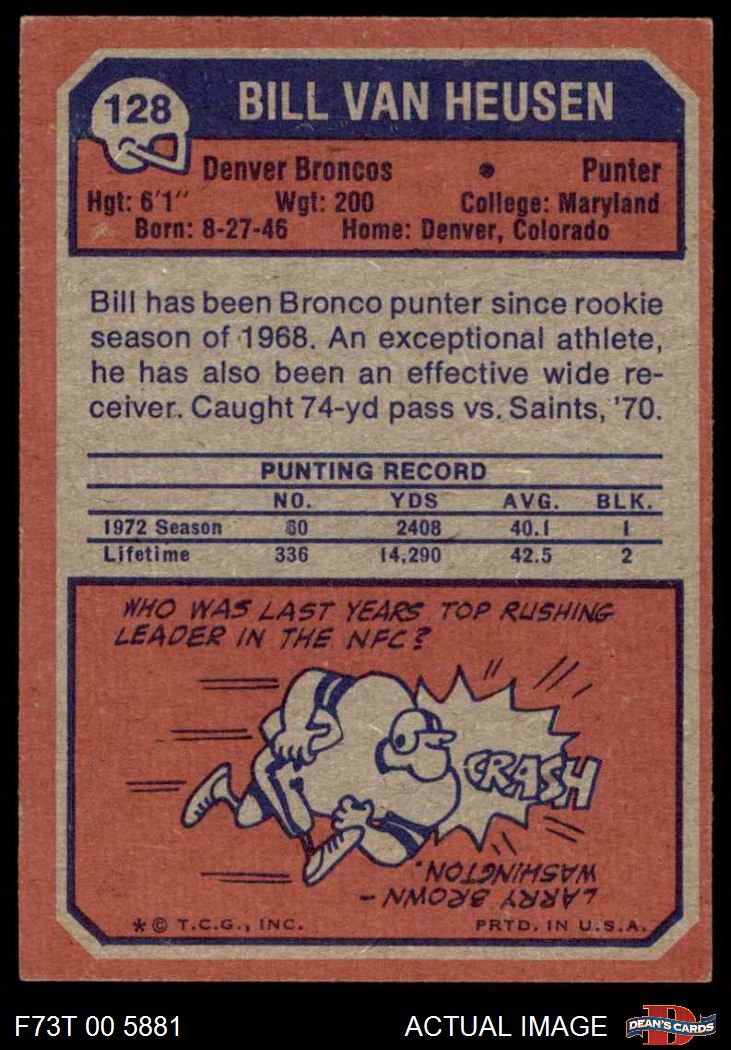 128
BILL VAN HEUSEN
Denver Broncos • Punter
Hgt: 6'1" Wgt: 200 College: Maryland
Born: 8-27-46 Home: Denver, Colorado
Bill has been Bronco punter since rookie
season of 1968. An exceptional athlete,
he has also been an effective wide re-
ceiver. Caught 74-yd pass vs. Saints, '70.
PUNTING RECORD
NO. YDS AVG. BLK.
1972 Season 60 2408 40.1 1
Lifetime 336 14,290 42.5 2
WHO WAS LAST YEARS TOP RUSHING
LEADER IN THE NFC?
CRASH
LARRY BROWN –
WASHINGTON.
* © T.C.G., INC. PRTD. IN U.S.A.
F73T 00 5881 ACTUAL IMAGE
D
DEAN'S CARDS